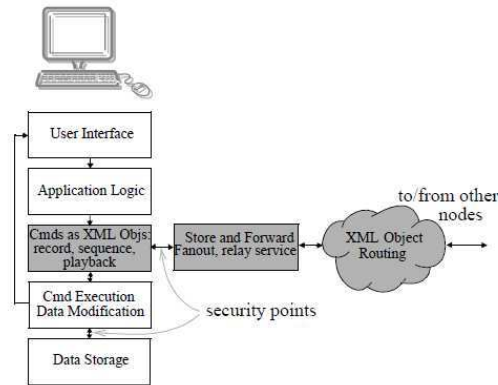 User Interface
Application Logic
to/from other
nodes
Cmds as XML Objs:
record, sequence,
playback
Store and Forward
Fanout, relay service
XML Object
Routing
Cmd Execution
Data Modification
security points
Data Storage